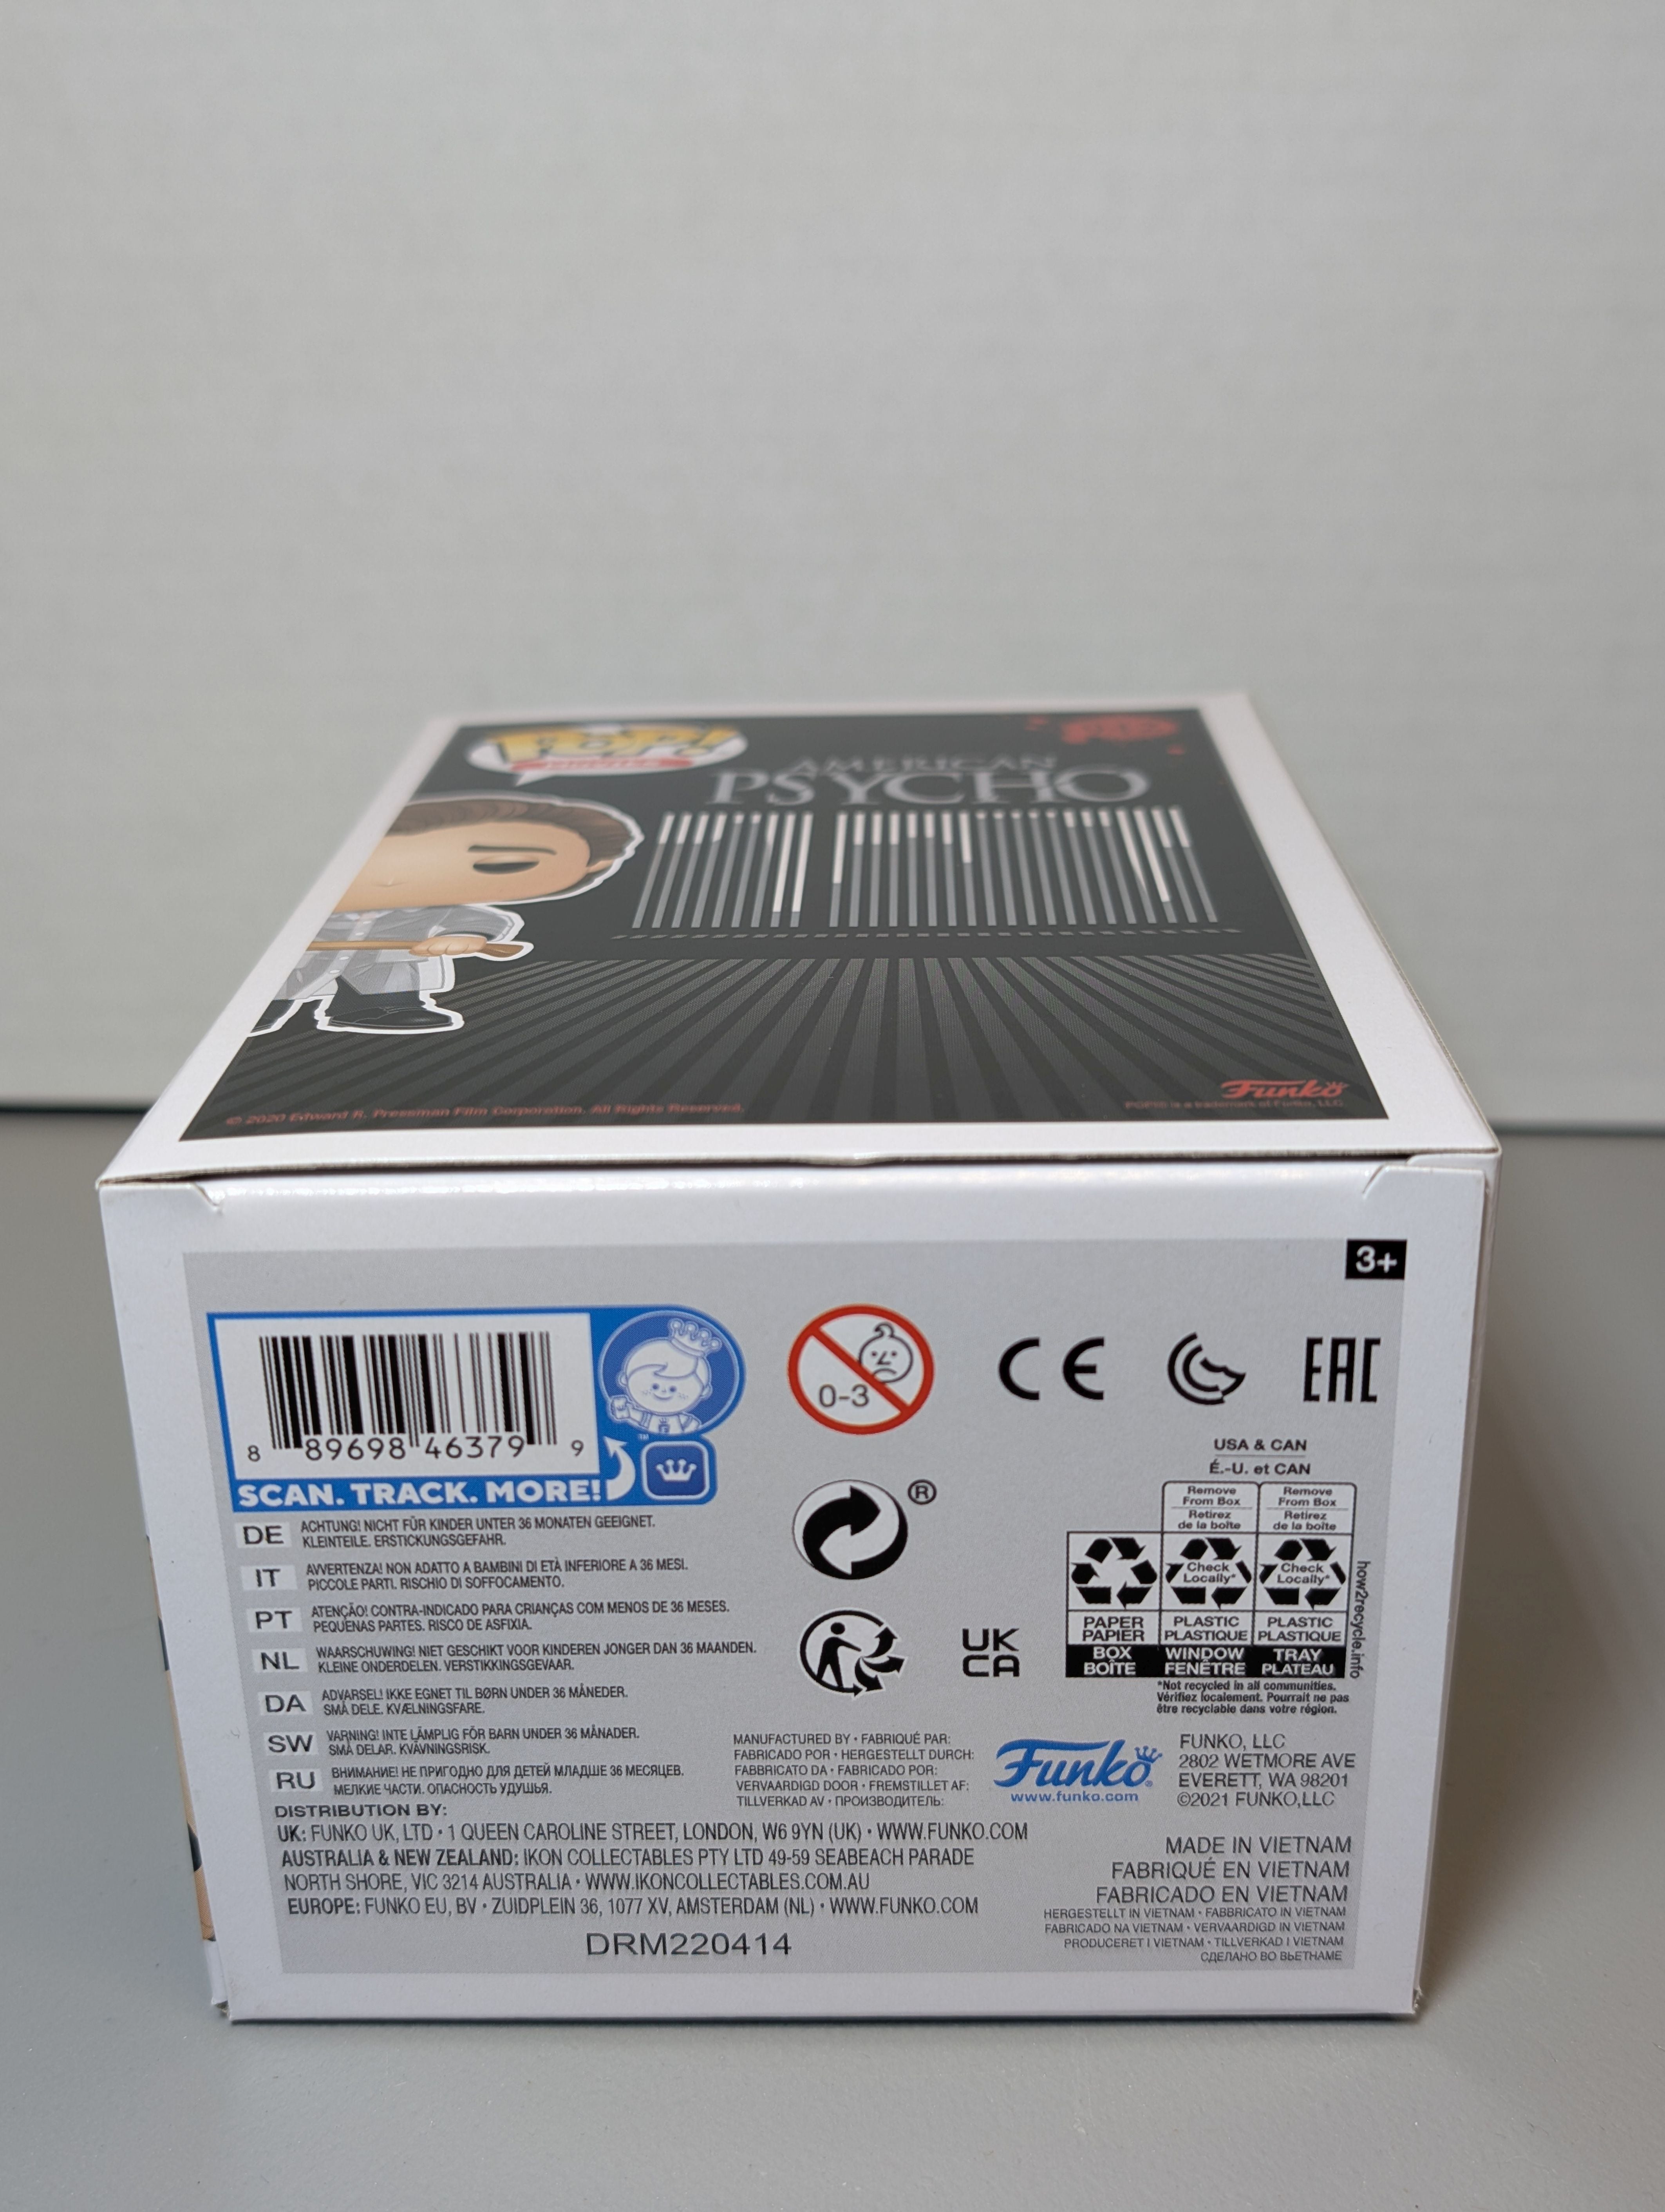 POP!
AMERICAN
PSYCHO
Funko
© 2020 Edward R. Pressman Film Corporation. All Rights Reserved.
POP!® is a trademark of Funko, LLC
3+
8 89698 46379 9
SCAN. TRACK. MORE!
0-3
CE
EAC
®
USA & CAN
É.-U. et CAN
Remove From Box
Retirez de la boîte
Remove From Box
Retirez de la boîte
Check Locally*
Check Locally*
PAPER
PAPIER
BOX
BOÎTE
PLASTIC
PLASTIQUE
WINDOW
FENÊTRE
PLASTIC
PLASTIQUE
TRAY
PLATEAU
how2recycle.info
*Not recycled in all communities.
Vérifiez localement. Pourrait ne pas
être recyclable dans votre région.
UK
CA
DE ACHTUNG! NICHT FÜR KINDER UNTER 36 MONATEN GEEIGNET.
KLEINTEILE. ERSTICKUNGSGEFAHR.
IT AVVERTENZA! NON ADATTO A BAMBINI DI ETÀ INFERIORE A 36 MESI.
PICCOLE PARTI. RISCHIO DI SOFFOCAMENTO.
PT ATENÇÃO! CONTRA-INDICADO PARA CRIANÇAS COM MENOS DE 36 MESES.
PEQUENAS PARTES. RISCO DE ASFIXIA.
NL WAARSCHUWING! NIET GESCHIKT VOOR KINDEREN JONGER DAN 36 MAANDEN.
KLEINE ONDERDELEN. VERSTIKKINGSGEVAAR.
DA ADVARSEL! IKKE EGNET TIL BØRN UNDER 36 MÅNEDER.
SMÅ DELE. KVÆLNINGSFARE.
SW VARNING! INTE LÄMPLIG FÖR BARN UNDER 36 MÅNADER.
SMÅ DELAR. KVÄVNINGSRISK.
RU ВНИМАНИЕ! НЕ ПРИГОДНО ДЛЯ ДЕТЕЙ МЛАДШЕ 36 МЕСЯЦЕВ.
МЕЛКИЕ ЧАСТИ. ОПАСНОСТЬ УДУШЬЯ.
MANUFACTURED BY • FABRIQUÉ PAR:
FABRICADO POR • HERGESTELLT DURCH:
FABBRICATO DA • FABRICADO POR:
VERVAARDIGD DOOR • FREMSTILLET AF:
TILLVERKAD AV • ПРОИЗВОДИТЕЛЬ:
Funko®
www.funko.com
FUNKO, LLC
2802 WETMORE AVE
EVERETT, WA 98201
©2021 FUNKO,LLC
DISTRIBUTION BY:
UK: FUNKO UK, LTD • 1 QUEEN CAROLINE STREET, LONDON, W6 9YN (UK) • WWW.FUNKO.COM
AUSTRALIA & NEW ZEALAND: IKON COLLECTABLES PTY LTD 49-59 SEABEACH PARADE
NORTH SHORE, VIC 3214 AUSTRALIA • WWW.IKONCOLLECTABLES.COM.AU
EUROPE: FUNKO EU, BV • ZUIDPLEIN 36, 1077 XV, AMSTERDAM (NL) • WWW.FUNKO.COM
DRM220414
MADE IN VIETNAM
FABRIQUÉ EN VIETNAM
FABRICADO EN VIETNAM
HERGESTELLT IN VIETNAM • FABBRICATO IN VIETNAM
FABRICADO NA VIETNAM • VERVAARDIGD IN VIETNAM
PRODUCERET I VIETNAM • TILLVERKAD I VIETNAM
СДЕЛАНО ВО ВЬЕТНАМЕ